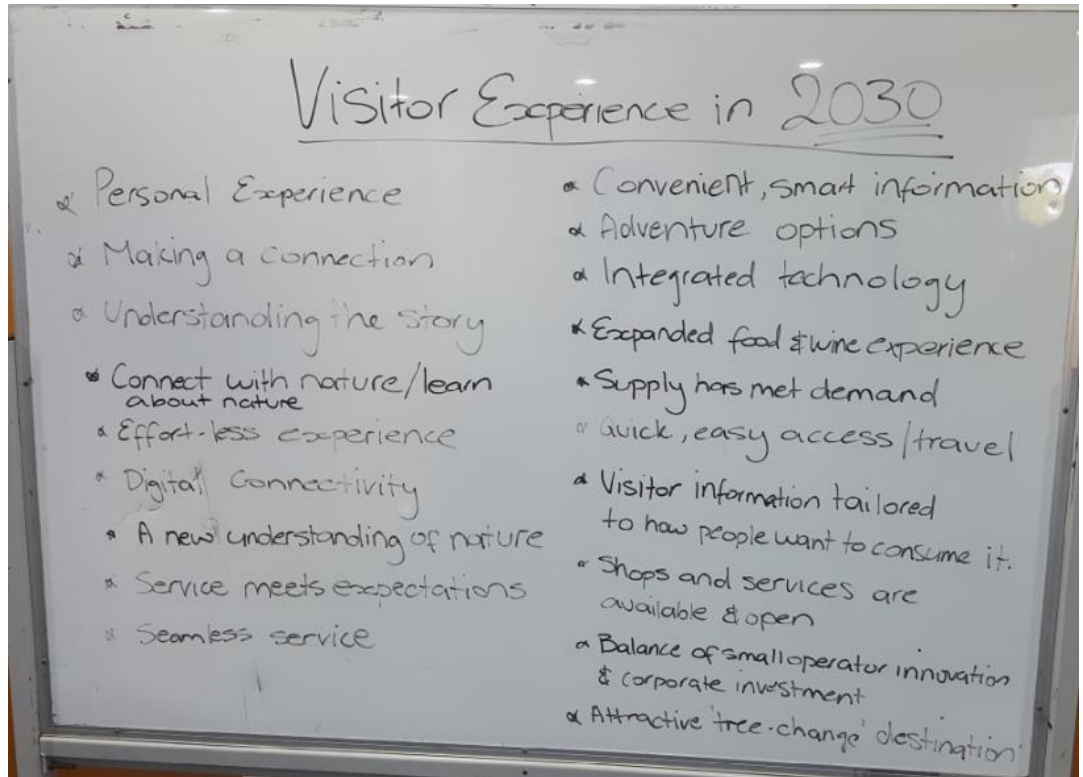 Visitor Experience in 2030
* Personal Experience
* Making a connection
* Understanding the story
* Connect with nature/learn
about nature
* Effort-less experience
* Digital Connectivity
* A new understanding of nature
* Service meets expectations
* Seamless service
* Convenient, smart information
* Adventure options
* Integrated technology
* Expanded food & wine experience
* Supply has met demand
* Quick, easy access/travel
* Visitor information tailored
to how people want to consume it.
* Shops and services are
available & open
* Balance of small operator innovation
& corporate investment
* Attractive 'tree-change' destination